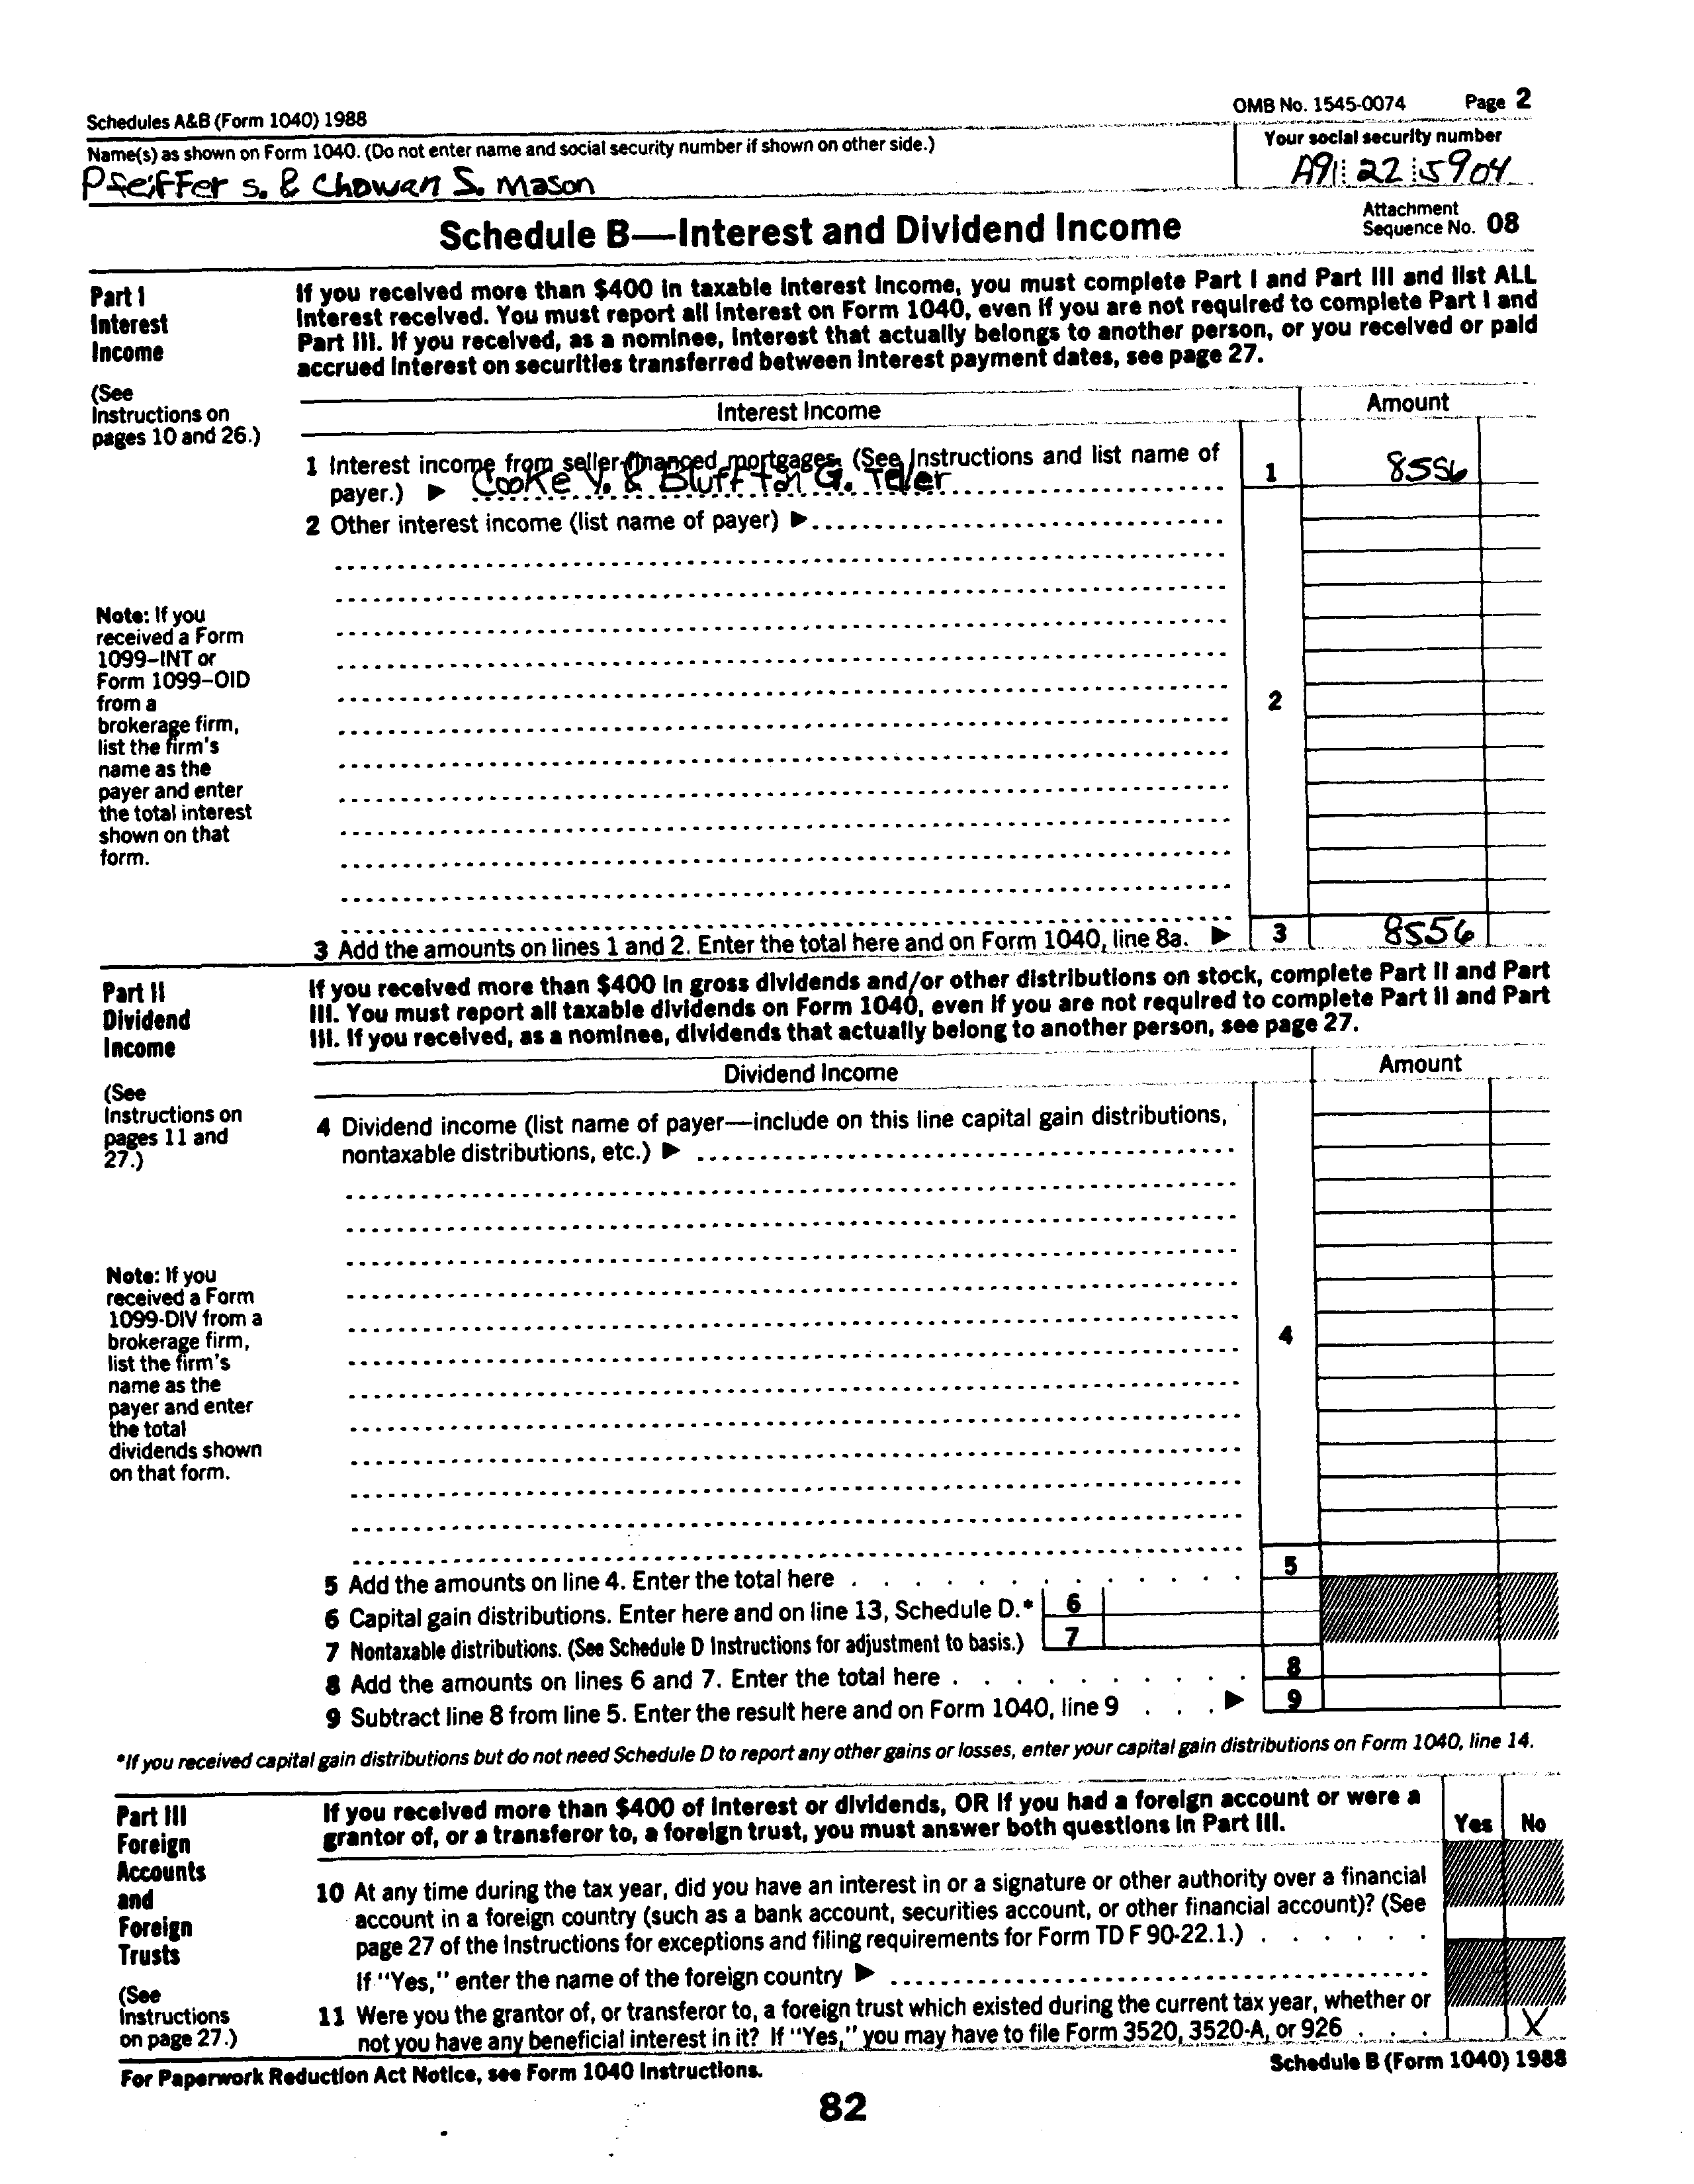 Schedules A&B (Form 1040) 1988
OMB No. 1545-0074 Page 2
Name(s) as shown on Form 1040. (Do not enter name and social security number if shown on other side.)
Your social security number
Pfeiffer S. & Chowan S. Mason
A91 22 5904
Schedule B—Interest and Dividend Income
Attachment
Sequence No. 08
Part I
Interest
Income
(See
Instructions on
pages 10 and 26.)
If you received more than $400 in taxable interest income, you must complete Part I and Part III and list ALL
interest received. You must report all interest on Form 1040, even if you are not required to complete Part I and
Part III. If you received, as a nominee, interest that actually belongs to another person, or you received or paid
accrued interest on securities transferred between interest payment dates, see page 27.
Interest Income
Amount
1 Interest income from seller-financed mortgages. (See Instructions and list name of
payer.) ▶ Cooke V. & Bluffton G. Teler
1 8556
2 Other interest income (list name of payer) ▶
Note: If you
received a Form
1099–INT or
Form 1099–OID
from a
brokerage firm,
list the firm's
name as the
payer and enter
the total interest
shown on that
form.
2
3 Add the amounts on lines 1 and 2. Enter the total here and on Form 1040, line 8a. ▶ 3 8556
Part II
Dividend
Income
(See
Instructions on
pages 11 and
27.)
If you received more than $400 in gross dividends and/or other distributions on stock, complete Part II and Part
III. You must report all taxable dividends on Form 1040, even if you are not required to complete Part II and Part
III. If you received, as a nominee, dividends that actually belong to another person, see page 27.
Dividend Income
Amount
4 Dividend income (list name of payer—include on this line capital gain distributions,
nontaxable distributions, etc.) ▶
Note: If you
received a Form
1099-DIV from a
brokerage firm,
list the firm's
name as the
payer and enter
the total
dividends shown
on that form.
4
5 Add the amounts on line 4. Enter the total here . . . . . . . . . . . . 5
6 Capital gain distributions. Enter here and on line 13, Schedule D.* 6
7 Nontaxable distributions. (See Schedule D Instructions for adjustment to basis.) 7
8 Add the amounts on lines 6 and 7. Enter the total here . . . . . . . . . . 8
9 Subtract line 8 from line 5. Enter the result here and on Form 1040, line 9 . . . ▶ 9
*If you received capital gain distributions but do not need Schedule D to report any other gains or losses, enter your capital gain distributions on Form 1040, line 14.
Part III
Foreign
Accounts
and
Foreign
Trusts
(See
Instructions
on page 27.)
If you received more than $400 of interest or dividends, OR if you had a foreign account or were a
grantor of, or a transferor to, a foreign trust, you must answer both questions in Part III.
Yes No
10 At any time during the tax year, did you have an interest in or a signature or other authority over a financial
account in a foreign country (such as a bank account, securities account, or other financial account)? (See
page 27 of the Instructions for exceptions and filing requirements for Form TD F 90-22.1.) . . . . . .
If "Yes," enter the name of the foreign country ▶
11 Were you the grantor of, or transferor to, a foreign trust which existed during the current tax year, whether or
not you have any beneficial interest in it? If "Yes," you may have to file Form 3520, 3520-A, or 926 . . . X
For Paperwork Reduction Act Notice, see Form 1040 Instructions.
Schedule B (Form 1040) 1988
82